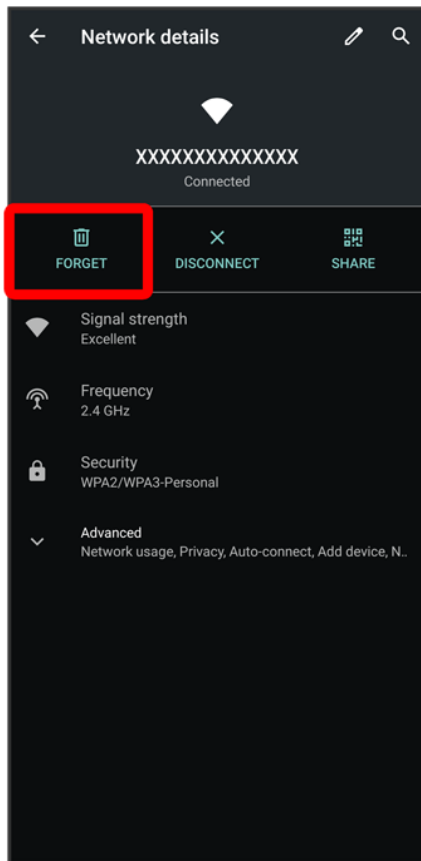 Network details
XXXXXXXXXXXXXX
Connected
FORGET DISCONNECT SHARE
Signal strength
Excellent
Frequency
2.4 GHz
Security
WPA2/WPA3-Personal
Advanced
Network usage, Privacy, Auto-connect, Add device, N..